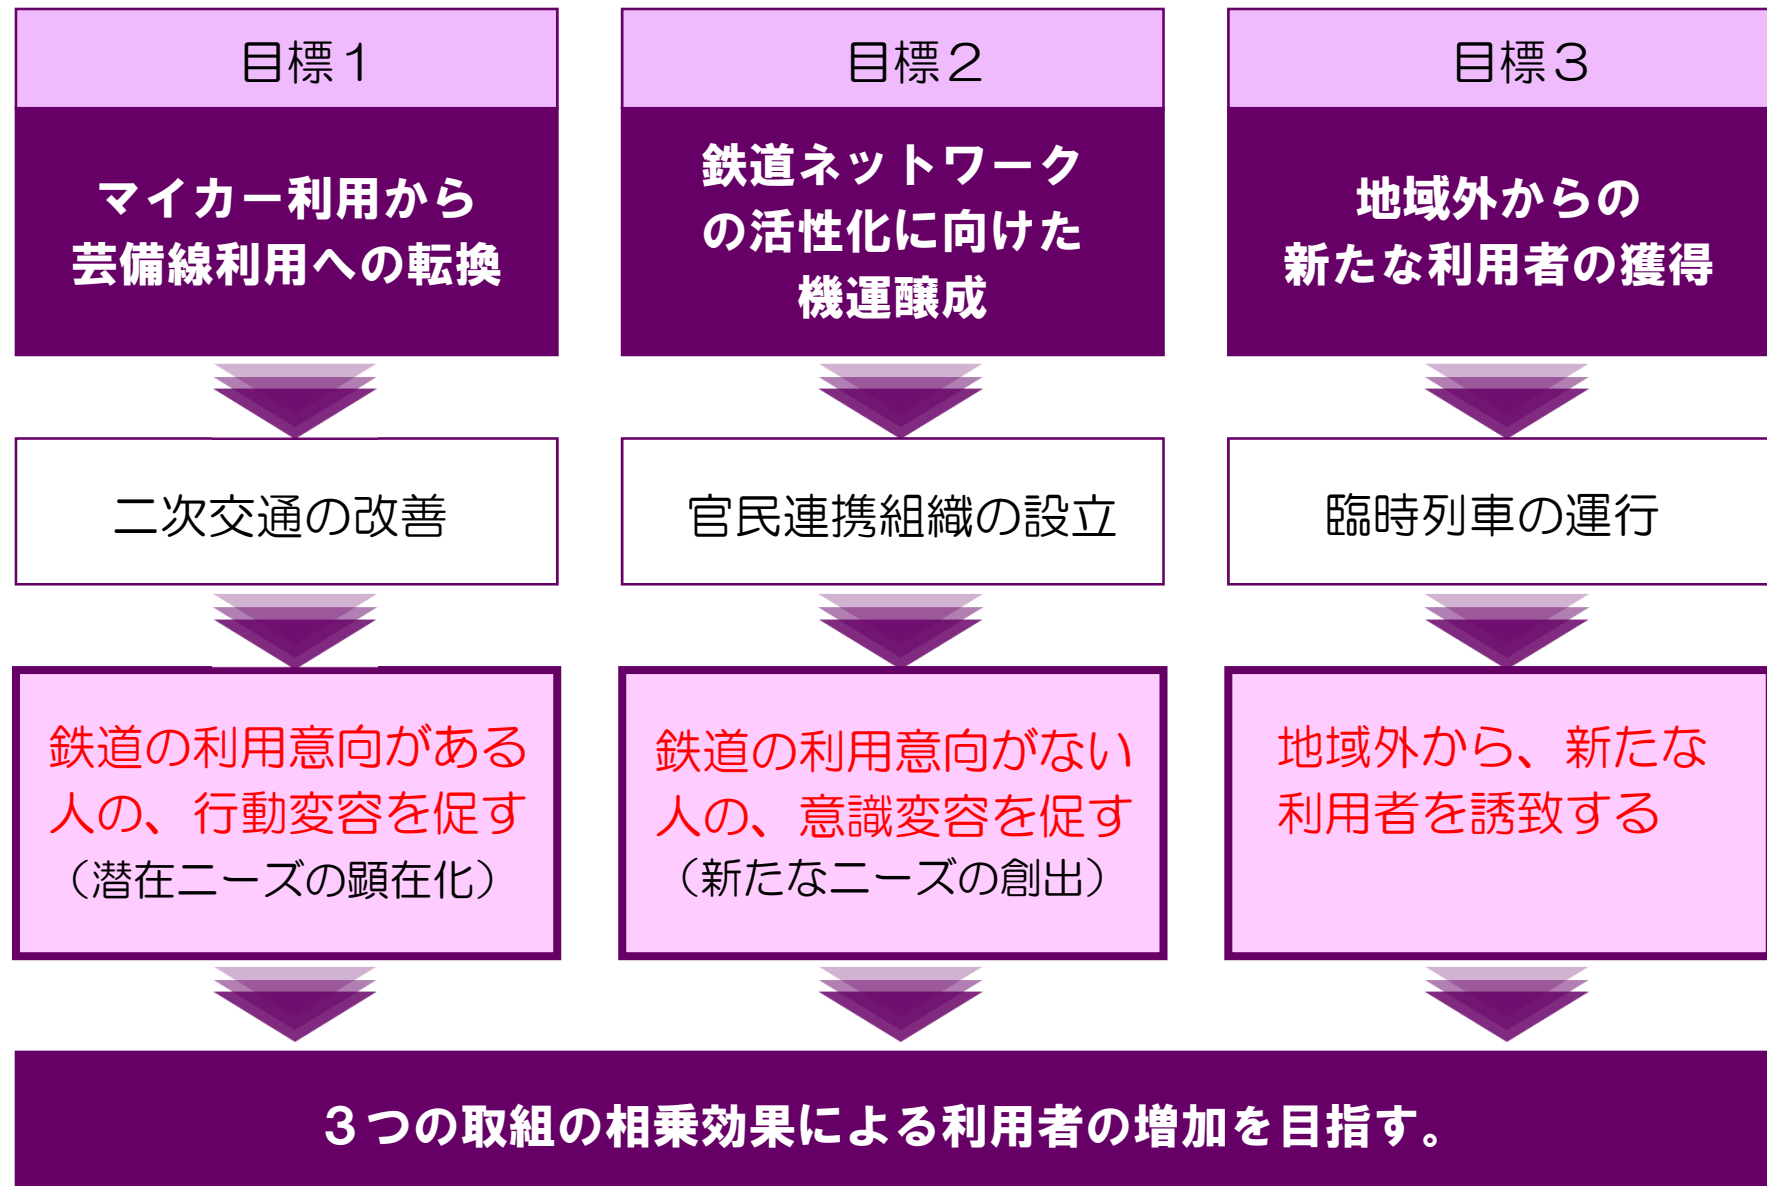 目標１
マイカー利用から
芸備線利用への転換
二次交通の改善
鉄道の利用意向がある
人の、行動変容を促す
（潜在ニーズの顕在化）
目標２
鉄道ネットワーク
の活性化に向けた
機運醸成
官民連携組織の設立
鉄道の利用意向がない
人の、意識変容を促す
（新たなニーズの創出）
目標３
地域外からの
新たな利用者の獲得
臨時列車の運行
地域外から、新たな
利用者を誘致する
３つの取組の相乗効果による利用者の増加を目指す。